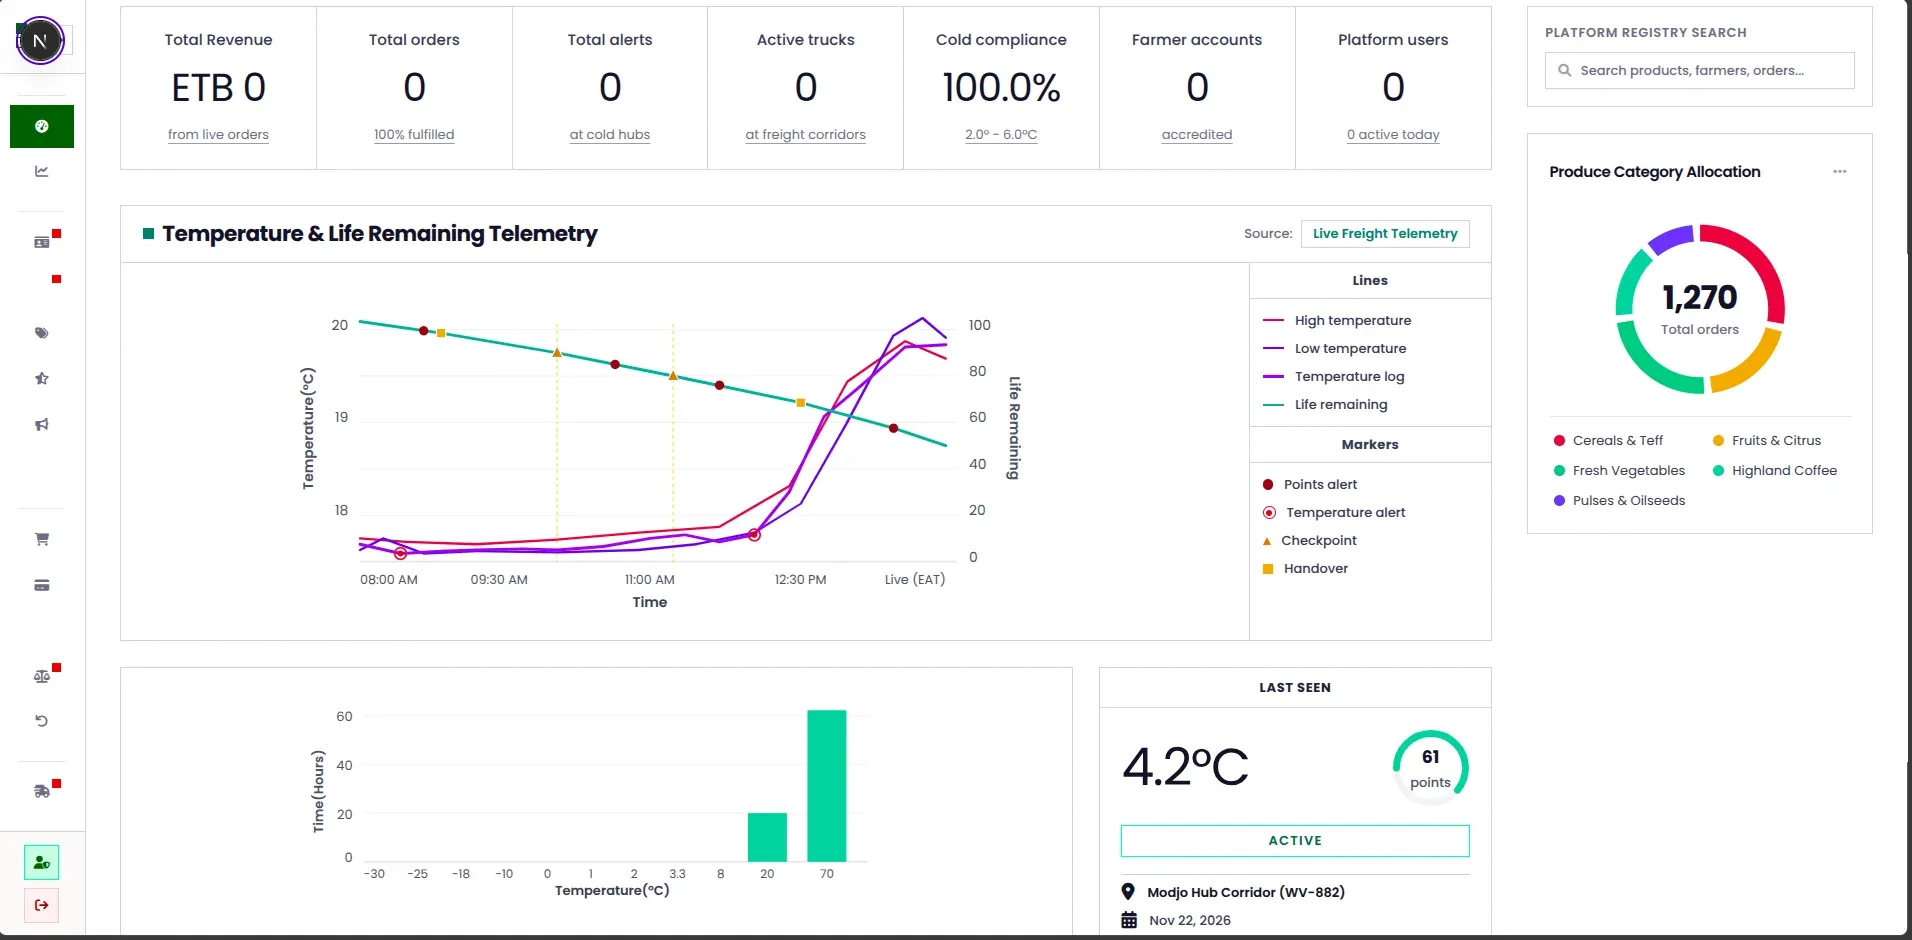 N
Total Revenue
ETB 0
from live orders
Total orders
0
100% fulfilled
Total alerts
0
at cold hubs
Active trucks
0
at freight corridors
Cold compliance
100.0%
2.0° - 6.0°C
Farmer accounts
0
accredited
Platform users
0
0 active today
PLATFORM REGISTRY SEARCH
Search products, farmers, orders...
Produce Category Allocation
1,270
Total orders
Cereals & Teff
Fruits & Citrus
Fresh Vegetables
Highland Coffee
Pulses & Oilseeds
Temperature & Life Remaining Telemetry
Source: Live Freight Telemetry
Temperature(°C)
20
19
18
100
80
60
40
20
0
Life Remaining
08:00 AM 09:30 AM 11:00 AM 12:30 PM Live (EAT)
Time
Lines
High temperature
Low temperature
Temperature log
Life remaining
Markers
Points alert
Temperature alert
Checkpoint
Handover
Time(Hours)
60
40
20
0
-30 -25 -18 -10 0 1 2 3.3 8 20 70
Temperature(°C)
LAST SEEN
4.2°C
61
points
ACTIVE
Modjo Hub Corridor (WV-882)
Nov 22, 2026